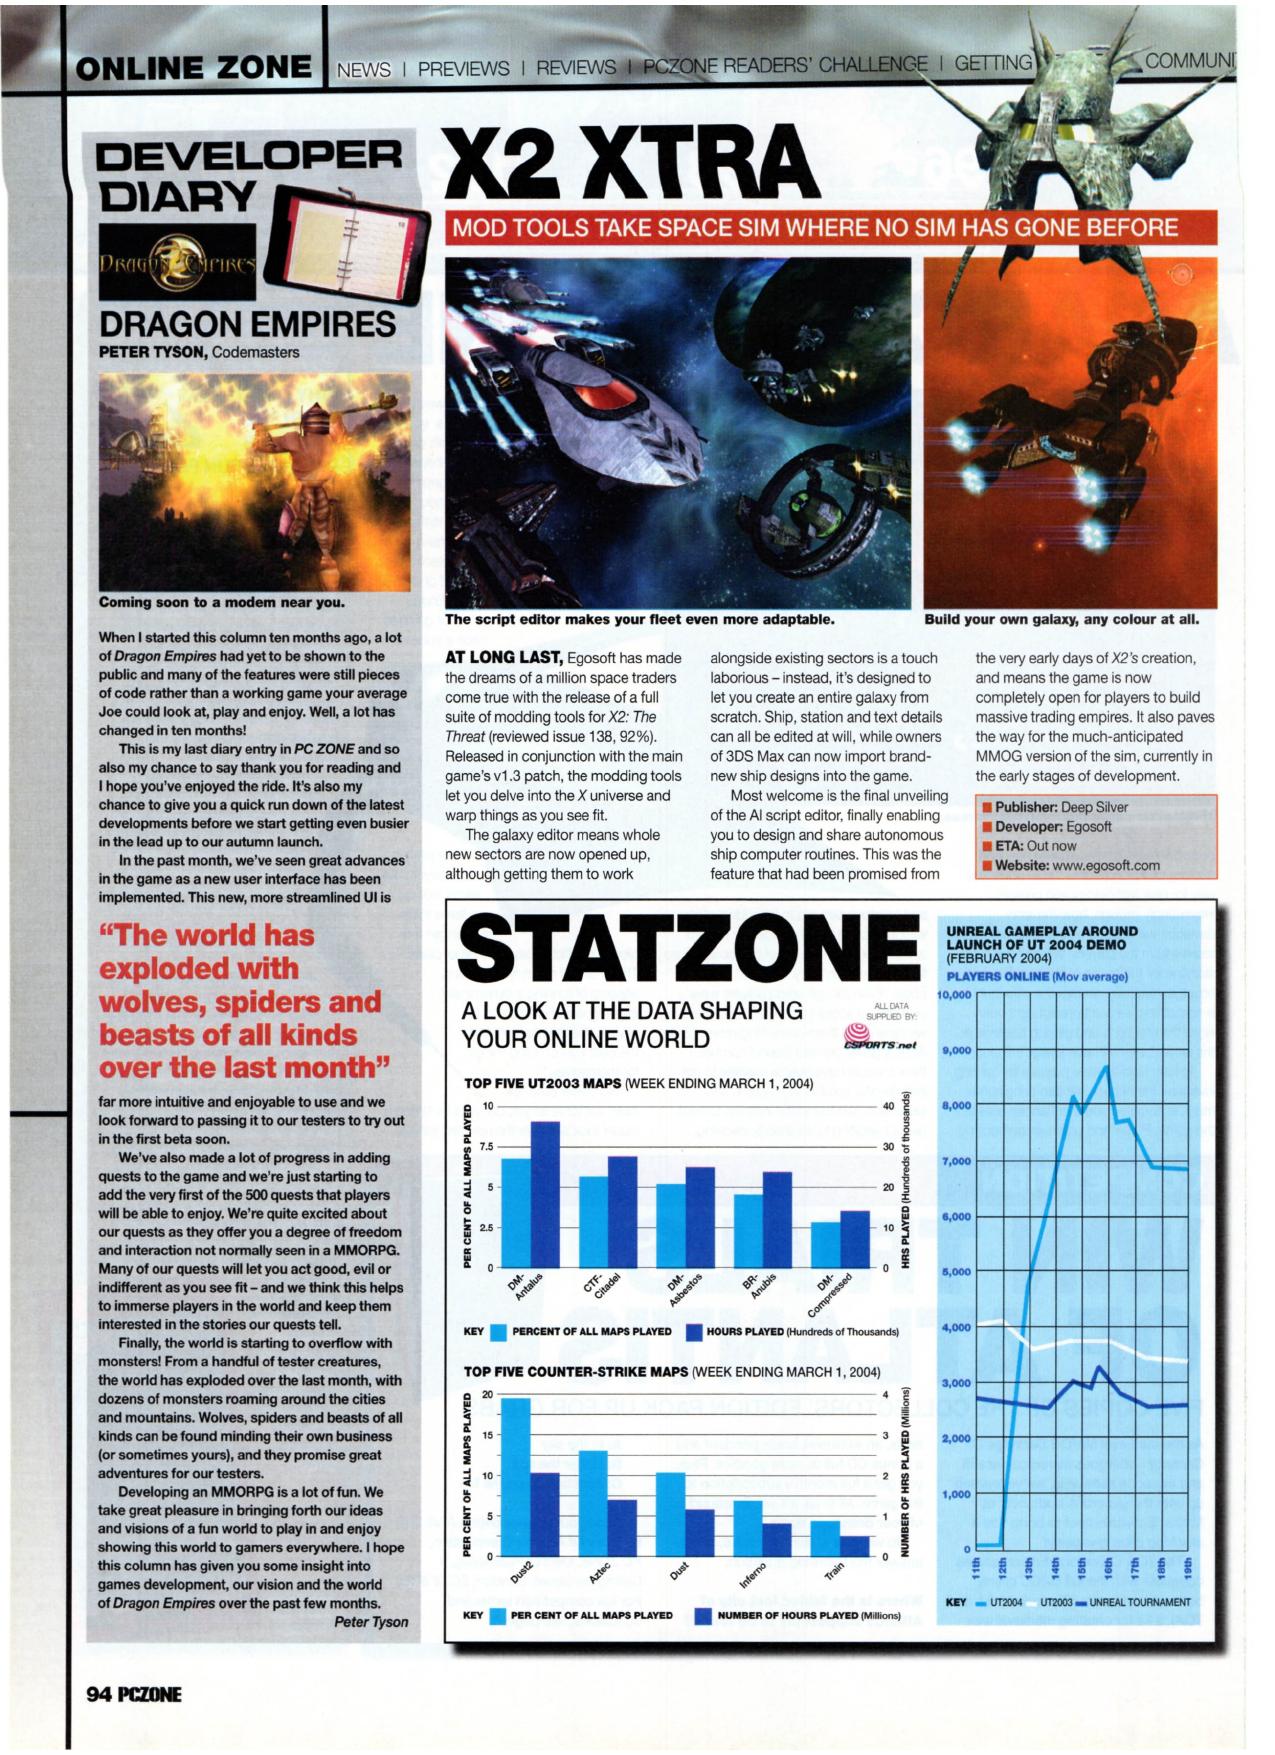 ONLINE ZONE
NEWS | PREVIEWS | REVIEWS | PCZONE READERS' CHALLENGE | GETTING COMMUNI
DEVELOPER
DIARY
DRAGON EMPIRES
DRAGON EMPIRES
PETER TYSON, Codemasters
Coming soon to a modem near you.
When I started this column ten months ago, a lot
of Dragon Empires had yet to be shown to the
public and many of the features were still pieces
of code rather than a working game your average
Joe could look at, play and enjoy. Well, a lot has
changed in ten months!
This is my last diary entry in PC ZONE and so
also my chance to say thank you for reading and
I hope you've enjoyed the ride. It's also my
chance to give you a quick run down of the latest
developments before we start getting even busier
in the lead up to our autumn launch.
In the past month, we've seen great advances
in the game as a new user interface has been
implemented. This new, more streamlined UI is
“The world has
exploded with
wolves, spiders and
beasts of all kinds
over the last month”
far more intuitive and enjoyable to use and we
look forward to passing it to our testers to try out
in the first beta soon.
We've also made a lot of progress in adding
quests to the game and we're just starting to
add the very first of the 500 quests that players
will be able to enjoy. We're quite excited about
our quests as they offer you a degree of freedom
and interaction not normally seen in a MMORPG.
Many of our quests will let you act good, evil or
indifferent as you see fit – and we think this helps
to immerse players in the world and keep them
interested in the stories our quests tell.
Finally, the world is starting to overflow with
monsters! From a handful of tester creatures,
the world has exploded over the last month, with
dozens of monsters roaming around the cities
and mountains. Wolves, spiders and beasts of all
kinds can be found minding their own business
(or sometimes yours), and they promise great
adventures for our testers.
Developing an MMORPG is a lot of fun. We
take great pleasure in bringing forth our ideas
and visions of a fun world to play in and enjoy
showing this world to gamers everywhere. I hope
this column has given you some insight into
games development, our vision and the world
of Dragon Empires over the past few months.
Peter Tyson
X2 XTRA
MOD TOOLS TAKE SPACE SIM WHERE NO SIM HAS GONE BEFORE
The script editor makes your fleet even more adaptable.
Build your own galaxy, any colour at all.
AT LONG LAST, Egosoft has made
the dreams of a million space traders
come true with the release of a full
suite of modding tools for X2: The
Threat (reviewed issue 138, 92%).
Released in conjunction with the main
game's v1.3 patch, the modding tools
let you delve into the X universe and
warp things as you see fit.
The galaxy editor means whole
new sectors are now opened up,
although getting them to work
alongside existing sectors is a touch
laborious – instead, it's designed to
let you create an entire galaxy from
scratch. Ship, station and text details
can all be edited at will, while owners
of 3DS Max can now import brand-
new ship designs into the game.
Most welcome is the final unveiling
of the AI script editor, finally enabling
you to design and share autonomous
ship computer routines. This was the
feature that had been promised from
the very early days of X2's creation,
and means the game is now
completely open for players to build
massive trading empires. It also paves
the way for the much-anticipated
MMOG version of the sim, currently in
the early stages of development.
Publisher: Deep Silver
Developer: Egosoft
ETA: Out now
Website: www.egosoft.com
STATZONE
A LOOK AT THE DATA SHAPING
YOUR ONLINE WORLD
ALL DATA
SUPPLIED BY:
ESPORTS.net
TOP FIVE UT2003 MAPS (WEEK ENDING MARCH 1, 2004)
PER CENT OF ALL MAPS PLAYED
10
7.5
5
2.5
0
40
30
20
10
0
HRS PLAYED (Hundreds of thousands)
DM-
Antalus
CTF-
Citadel
DM-
Asbestos
BR-
Anubis
DM-
Compressed
KEY PERCENT OF ALL MAPS PLAYED HOURS PLAYED (Hundreds of Thousands)
TOP FIVE COUNTER-STRIKE MAPS (WEEK ENDING MARCH 1, 2004)
PER CENT OF ALL MAPS PLAYED
20
15
10
5
0
4
3
2
1
0
NUMBER OF HRS PLAYED (Millions)
Dust2
Aztec
Dust
Inferno
Train
KEY PER CENT OF ALL MAPS PLAYED NUMBER OF HOURS PLAYED (Millions)
UNREAL GAMEPLAY AROUND
LAUNCH OF UT 2004 DEMO
(FEBRUARY 2004)
PLAYERS ONLINE (Mov average)
10,000
9,000
8,000
7,000
6,000
5,000
4,000
3,000
2,000
1,000
0
11th
12th
13th
14th
15th
16th
17th
18th
19th
KEY UT2004 UT2003 UNREAL TOURNAMENT
94 PCZONE